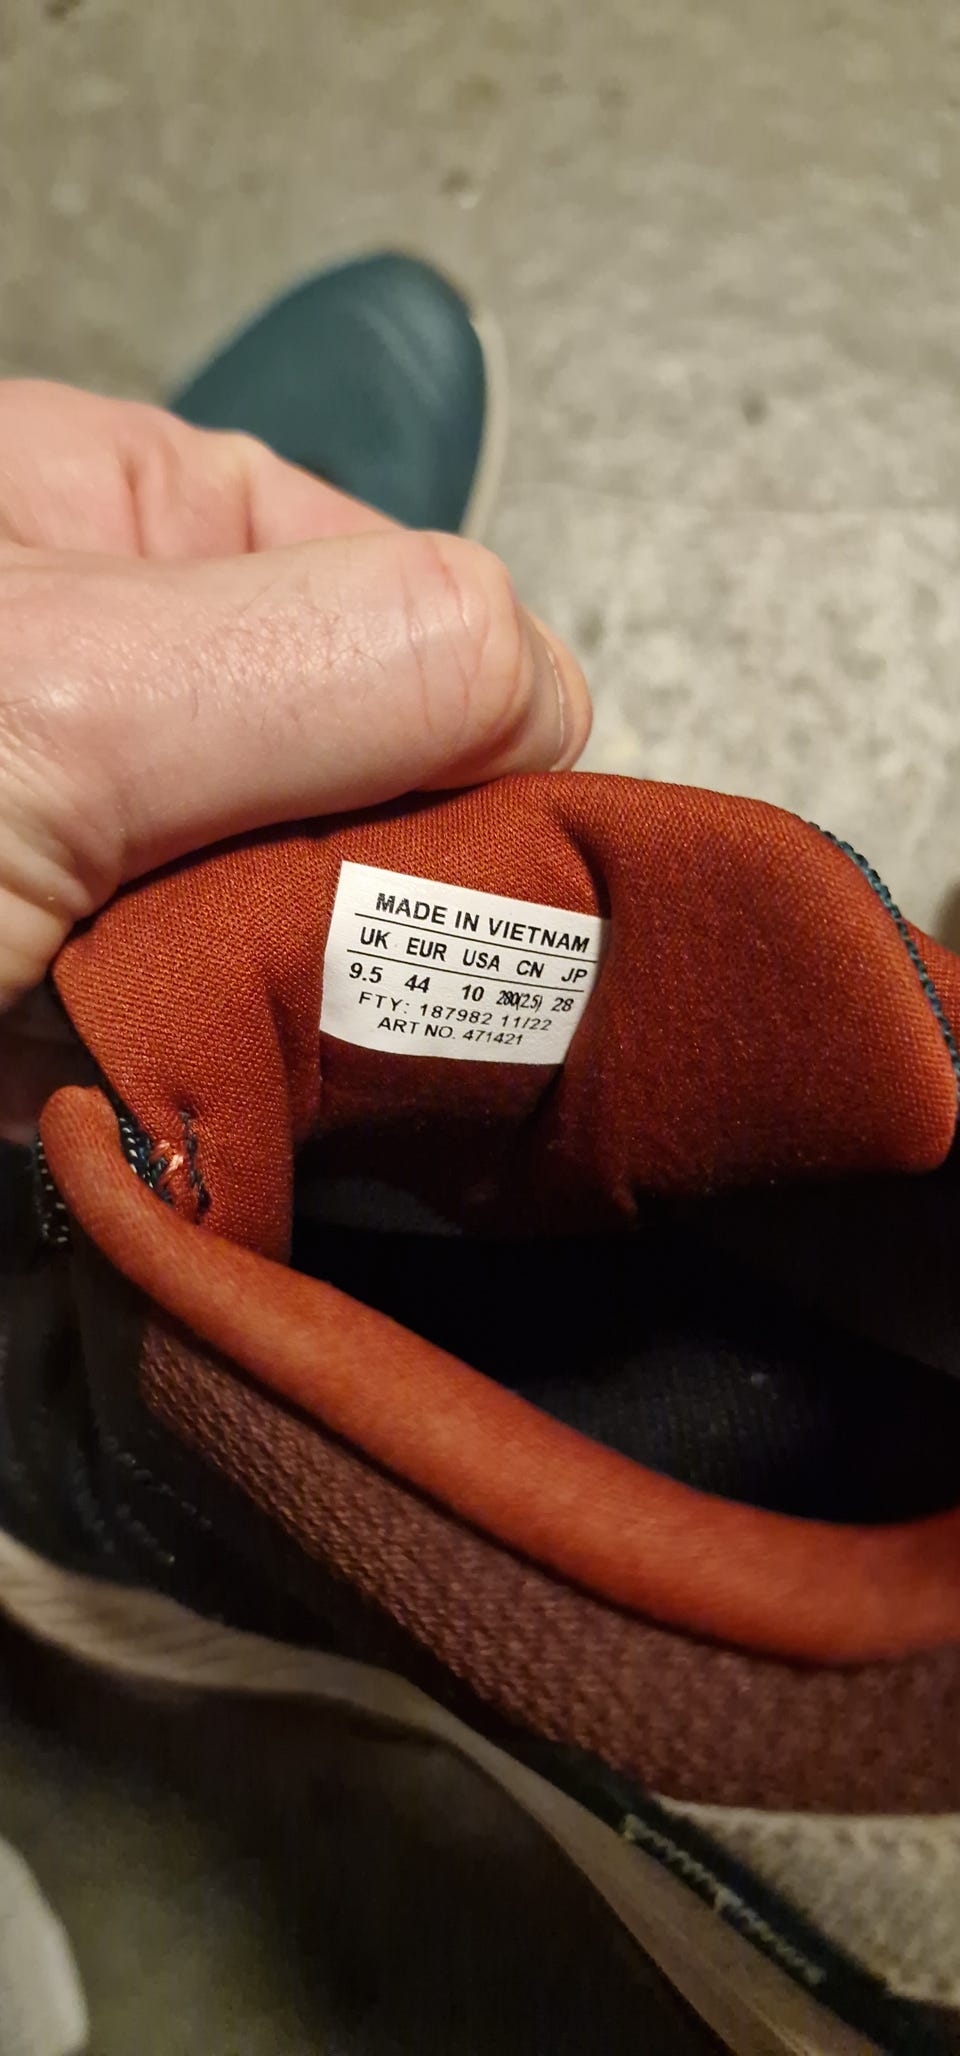 MADE IN VIETNAM
UK EUR USA CN JP
9.5 44 10 280(2.5) 28
FTY: 187982 11/22
ART NO. 471421